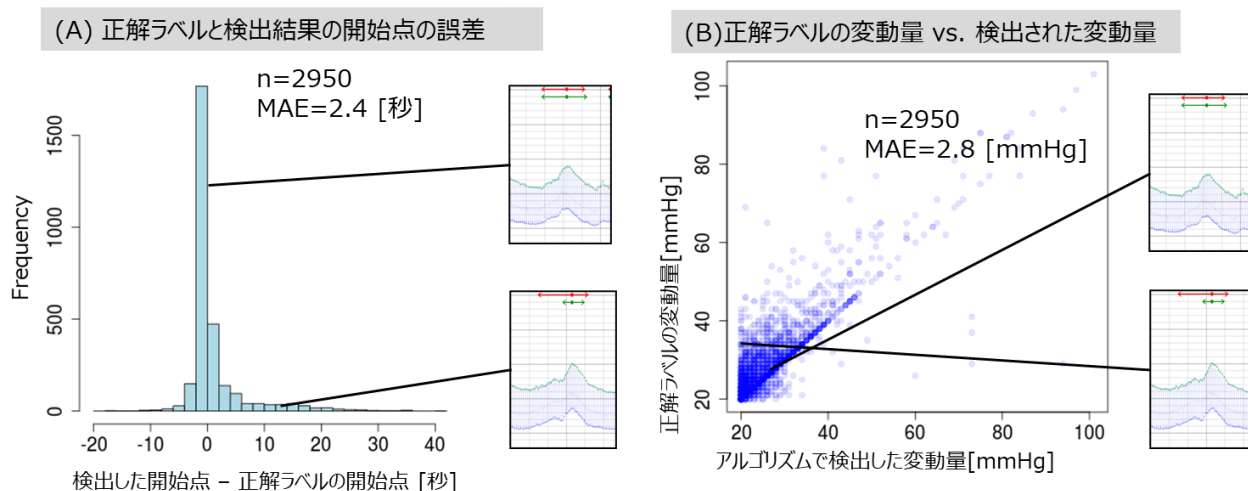 (A) 正解ラベルと検出結果の開始点の誤差
n=2950
MAE=2.4 [秒]
Frequency
1500
1000
500
0
-20 -10 0 10 20 30 40
検出した開始点 – 正解ラベルの開始点 [秒]
(B)正解ラベルの変動量 vs. 検出された変動量
n=2950
MAE=2.8 [mmHg]
正解ラベルの変動量[mmHg]
100
80
60
40
20
20 40 60 80 100
アルゴリズムで検出した変動量[mmHg]